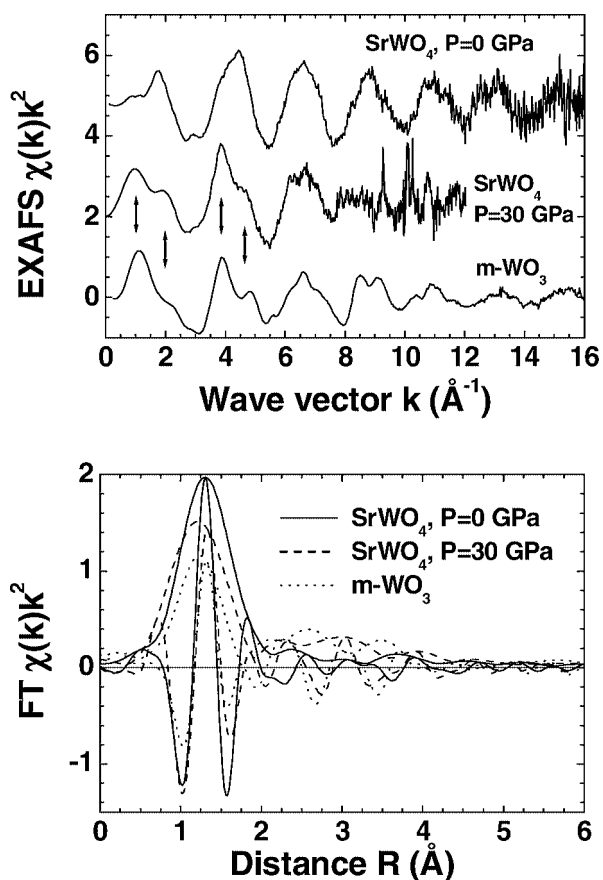 SrWO4, P=0 GPa
SrWO4
P=30 GPa
m-WO3
EXAFS χ(k)k²
6
4
2
0
0 2 4 6 8 10 12 14 16
Wave vector k (Å⁻¹)
SrWO4, P=0 GPa
SrWO4, P=30 GPa
m-WO3
FT χ(k)k²
2
1
0
-1
0 1 2 3 4 5 6
Distance R (Å)